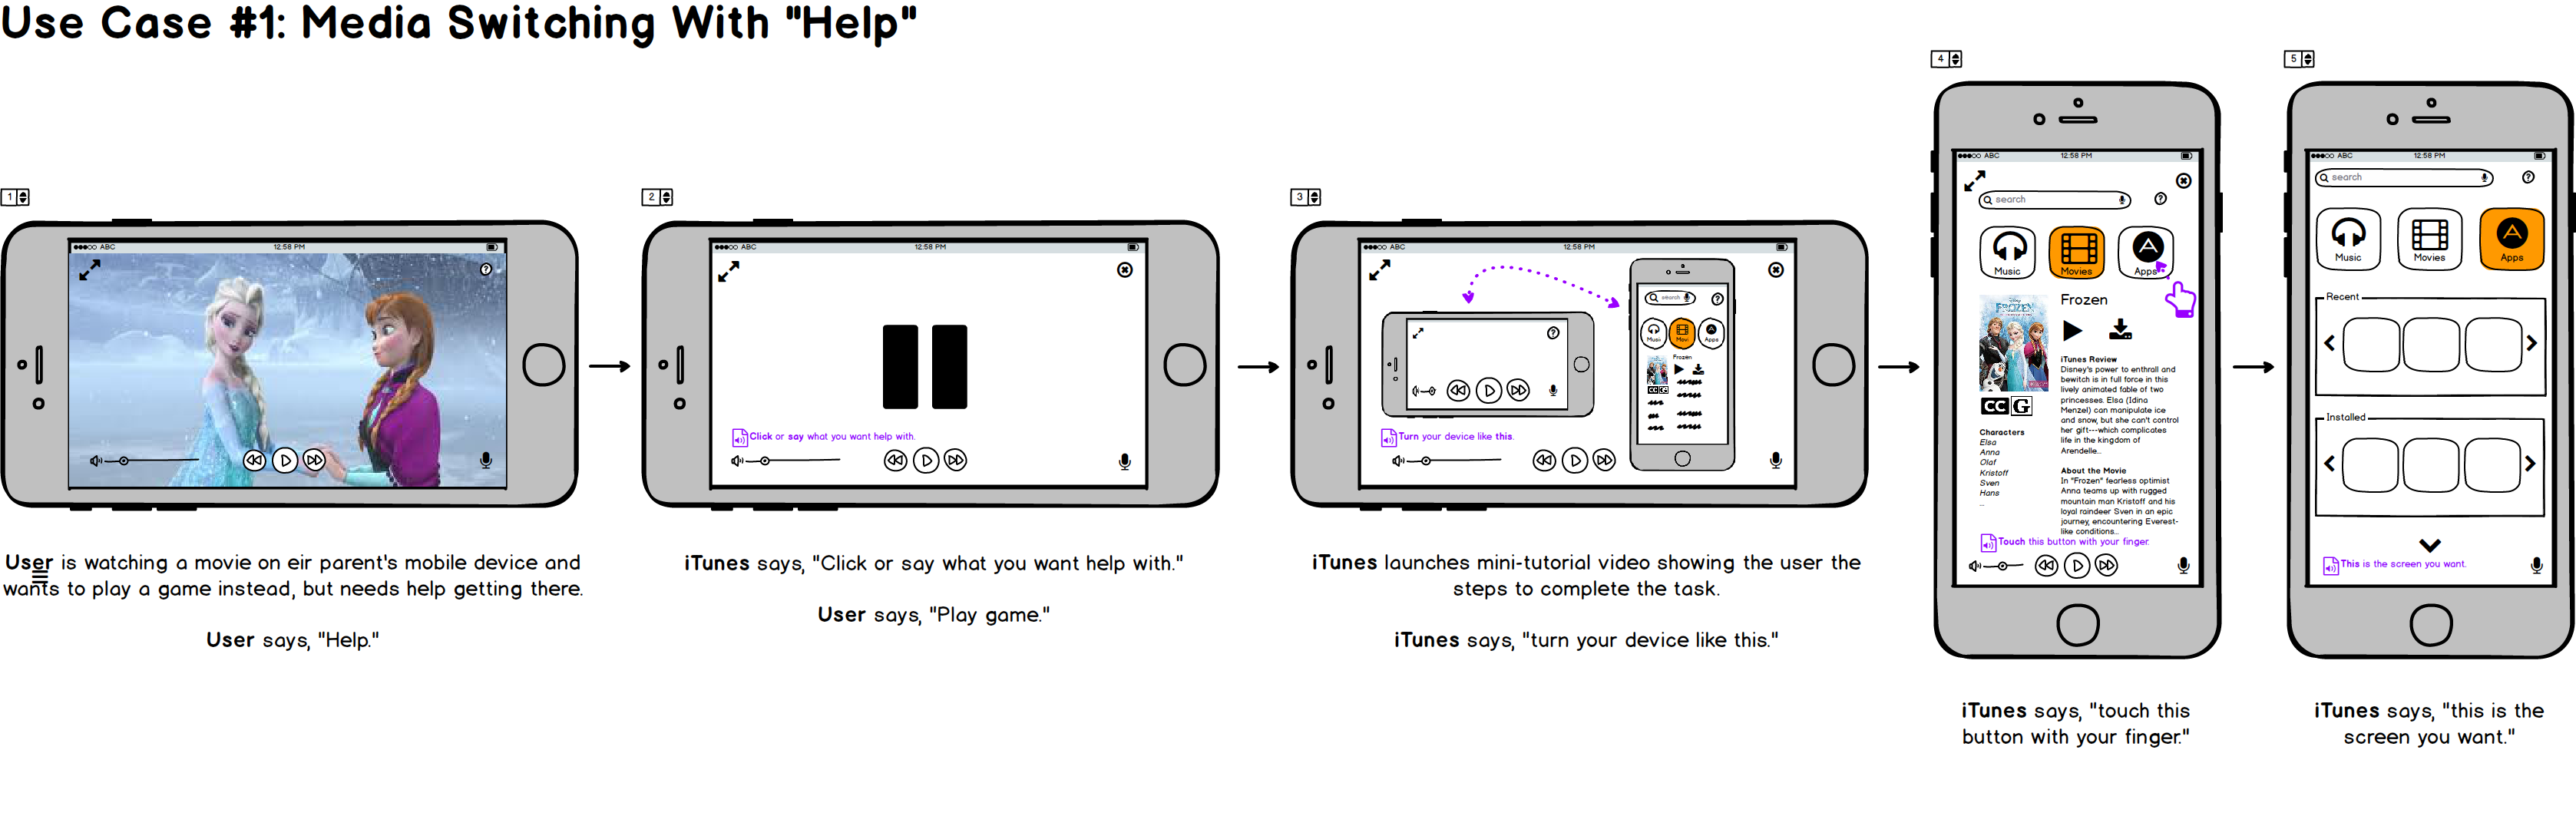 Use Case #1: Media Switching With "Help"
1
ABC 12:58 PM
User is watching a movie on eir parent's mobile device and
wants to play a game instead, but needs help getting there.
User says, "Help."
2
ABC 12:58 PM
Click or say what you want help with.
iTunes says, "Click or say what you want help with."
User says, "Play game."
3
ABC 12:58 PM
search
Musi Movi Apps
Frozen
CC G
Turn your device like this.
iTunes launches mini-tutorial video showing the user the
steps to complete the task.
iTunes says, "turn your device like this."
4
ABC 12:58 PM
search
Music Movies Apps
Disney
FROZEN
Frozen
CC G
Characters
Elsa
Anna
Olaf
Kristoff
Sven
Hans
...
iTunes Review
Disney's power to enthrall and
bewitch is in full force in this
lively animated fable of two
princesses. Elsa (Idina
Menzel) can manipulate ice
and snow, but she can't control
her gift---which complicates
life in the kingdom of
Arendelle...
About the Movie
In "Frozen" fearless optimist
Anna teams up with rugged
mountain man Kristoff and his
loyal raindeer Sven in an epic
journey, encountering Everest-
like conditions...
Touch this button with your finger.
iTunes says, "touch this
button with your finger."
5
ABC 12:58 PM
search
Music Movies Apps
Recent
Installed
This is the screen you want.
iTunes says, "this is the
screen you want."